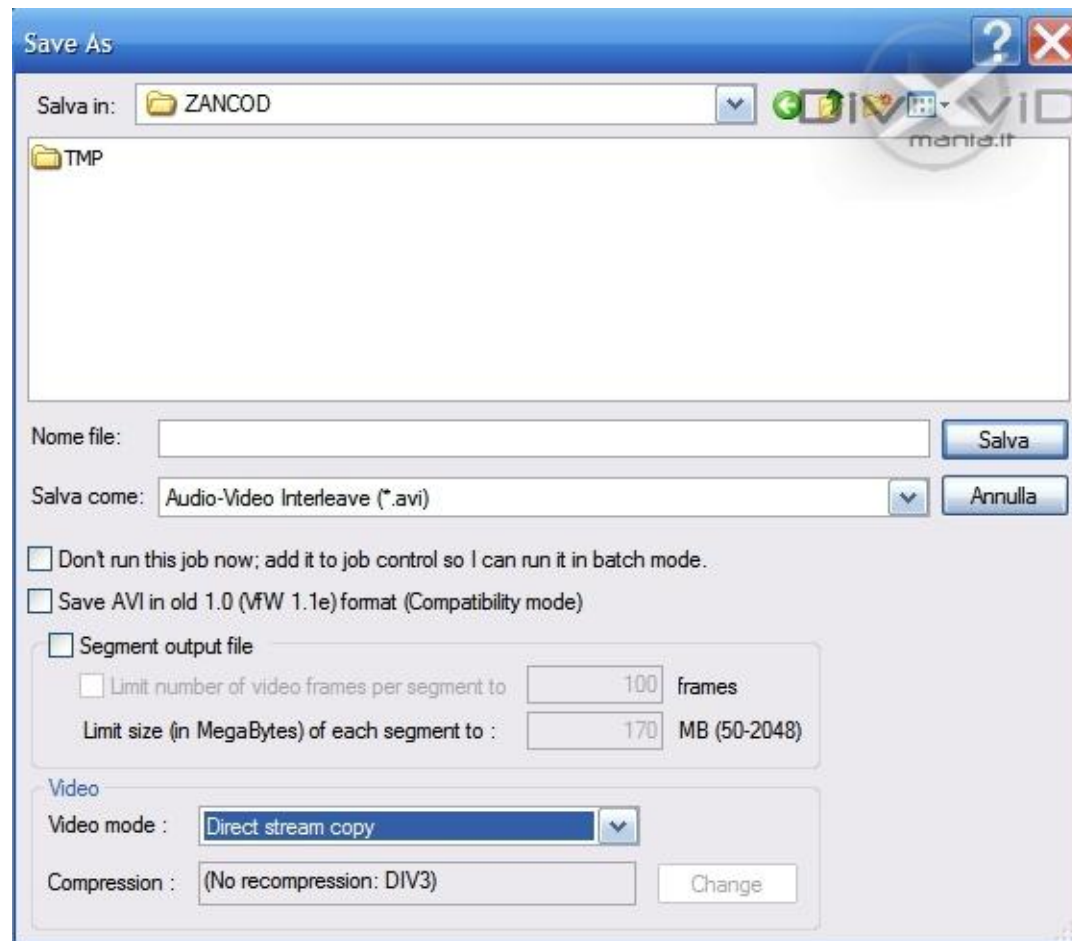 Save As
Salva in: ZANCOD
DivXviD
mania.it
TMP
Nome file: Salva
Salva come: Audio-Video Interleave (*.avi) Annulla
Don't run this job now; add it to job control so I can run it in batch mode.
Save AVI in old 1.0 (VfW 1.1e) format (Compatibility mode)
Segment output file
Limit number of video frames per segment to 100 frames
Limit size (in MegaBytes) of each segment to : 170 MB (50-2048)
Video
Video mode : Direct stream copy
Compression : (No recompression: DIV3) Change